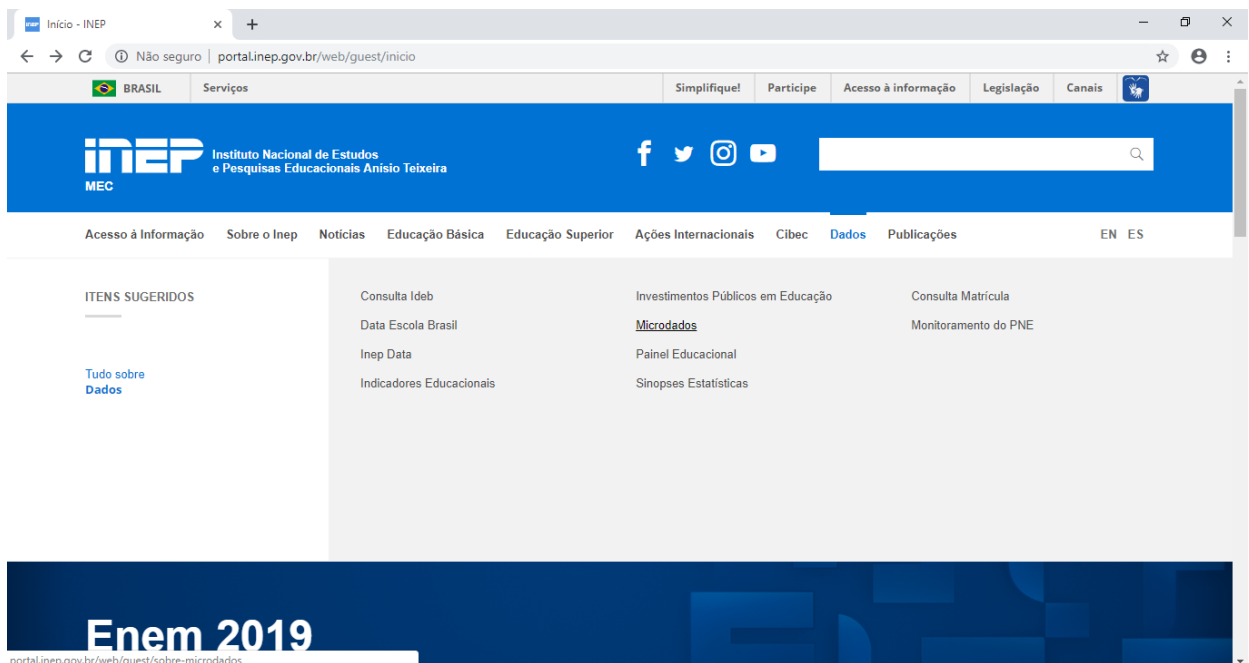 inep Início - INEP
Não seguro | portal.inep.gov.br/web/guest/inicio
BRASIL Serviços Simplifique! Participe Acesso à informação Legislação Canais
inep
MEC
Instituto Nacional de Estudos
e Pesquisas Educacionais Anísio Teixeira
Acesso à Informação Sobre o Inep Notícias Educação Básica Educação Superior Ações Internacionais Cibec Dados Publicações EN ES
ITENS SUGERIDOS
Tudo sobre
Dados
Consulta Ideb
Data Escola Brasil
Inep Data
Indicadores Educacionais
Investimentos Públicos em Educação
Microdados
Painel Educacional
Sinopses Estatísticas
Consulta Matrícula
Monitoramento do PNE
Enem 2019
portal.inep.gov.br/web/guest/sobre-microdados